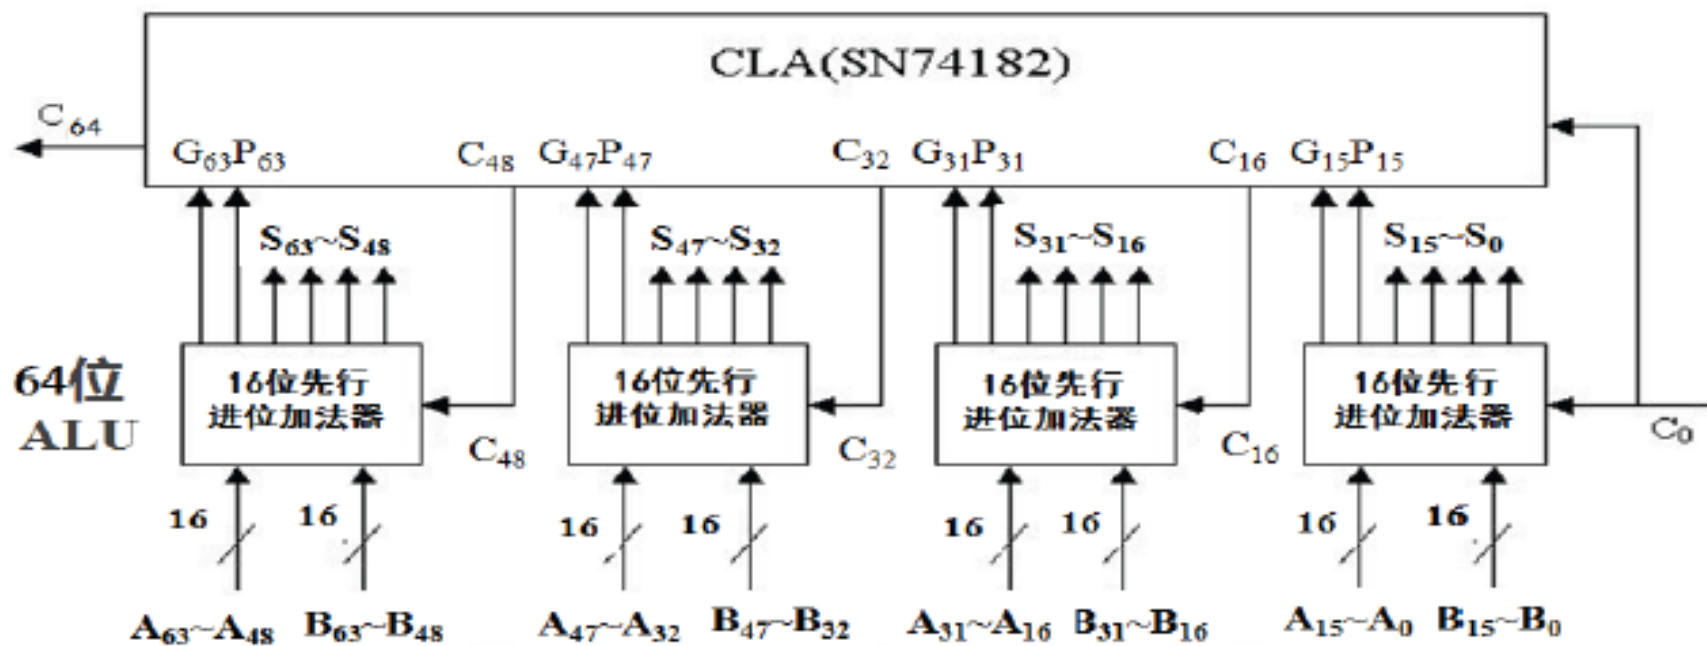 CLA(SN74182)
C64
G63P63 C48 G47P47 C32 G31P31 C16 G15P15
S63~S48 S47~S32 S31~S16 S15~S0
64位
ALU
16位先行
进位加法器
16位先行
进位加法器
16位先行
进位加法器
16位先行
进位加法器
C48 C32 C16 C0
16 16 16 16 16 16 16 16
A63~A48 B63~B48 A47~A32 B47~B32 A31~A16 B31~B16 A15~A0 B15~B0